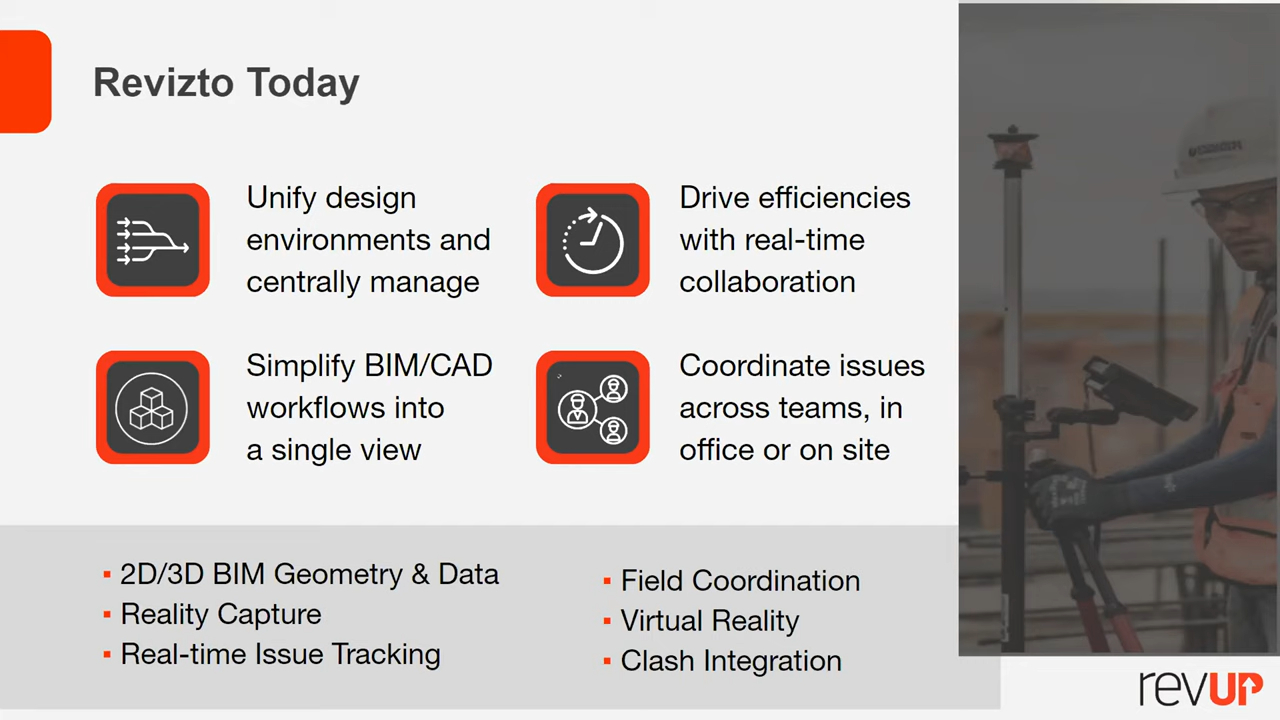 Revizto Today
Unify design
environments and
centrally manage
Drive efficiencies
with real-time
collaboration
Simplify BIM/CAD
workflows into
a single view
Coordinate issues
across teams, in
office or on site
▪ 2D/3D BIM Geometry & Data
▪ Reality Capture
▪ Real-time Issue Tracking
▪ Field Coordination
▪ Virtual Reality
▪ Clash Integration
revUP